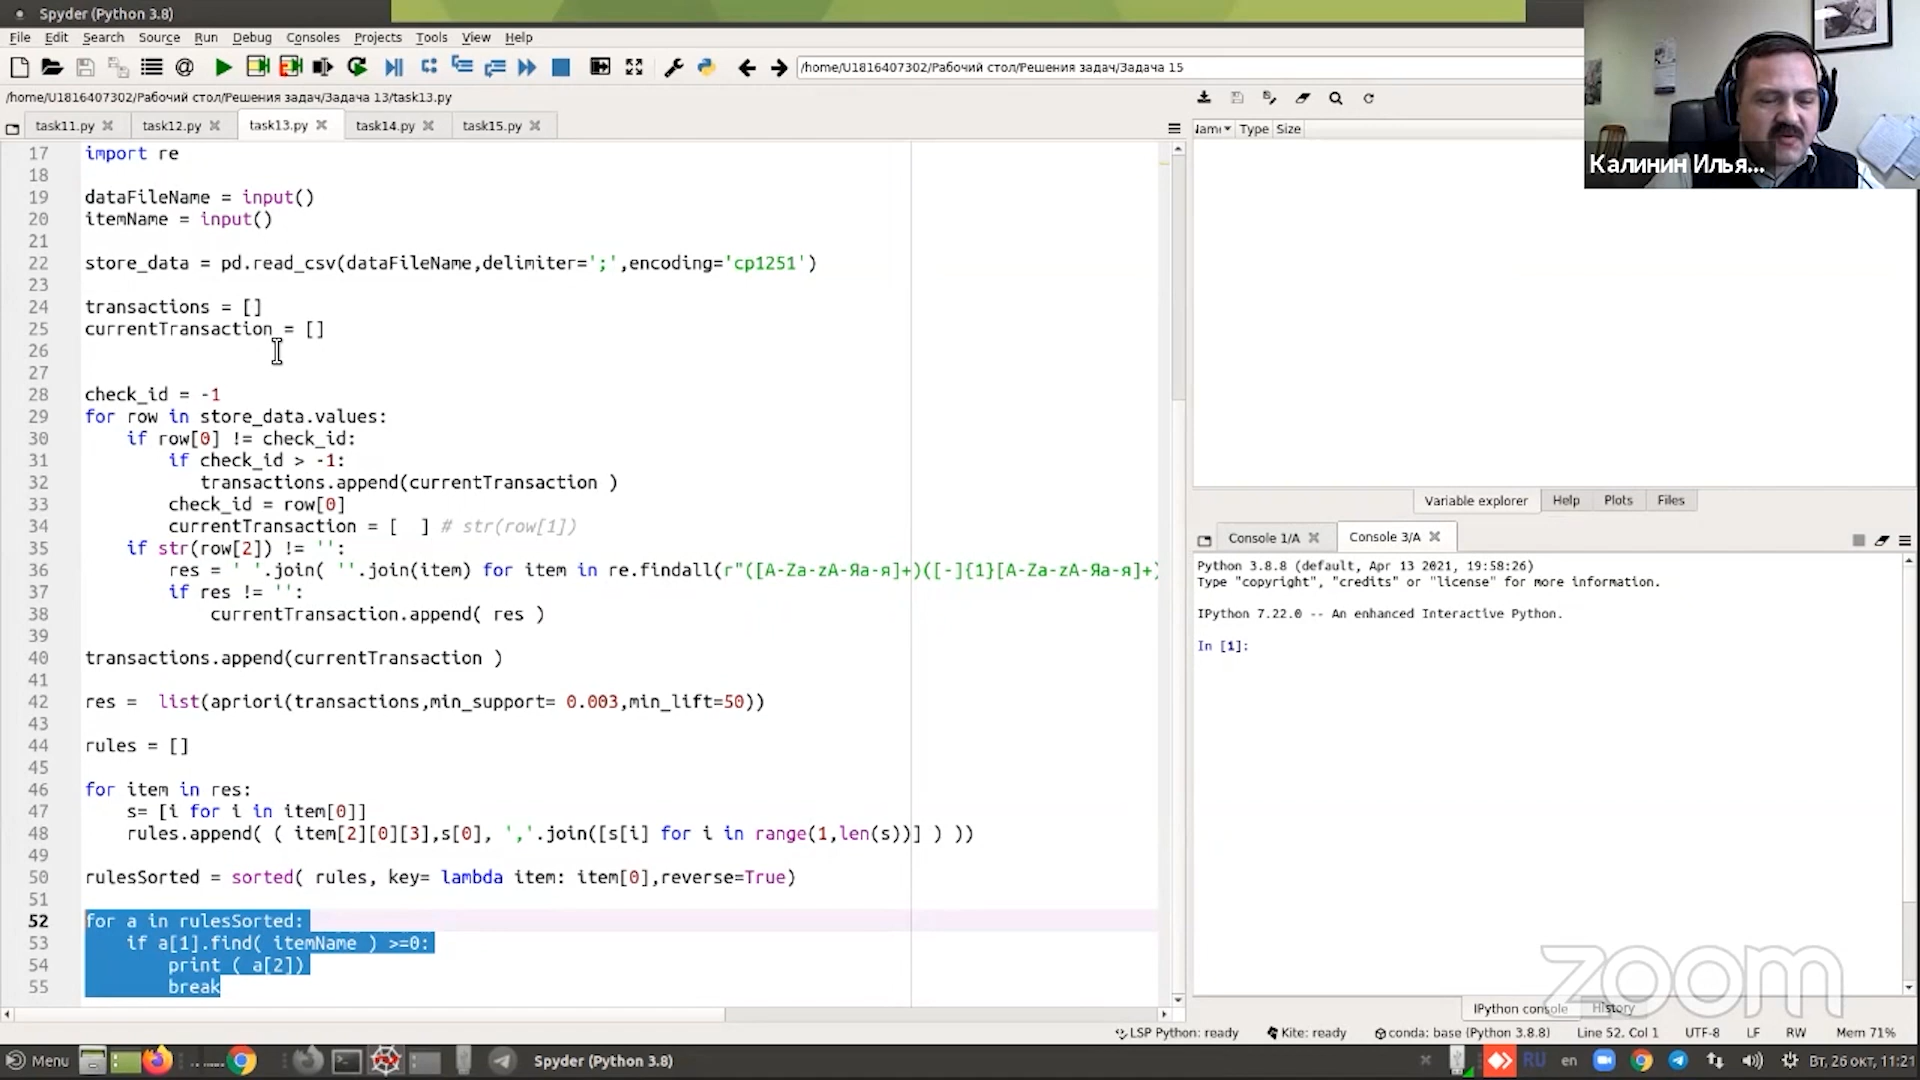 Spyder (Python 3.8)
File Edit Search Source Run Debug Consoles Projects Tools View Help
/home/U1816407302/Рабочий стол/Решения задач/Задача 15
/home/U1816407302/Рабочий стол/Решения задач/Задача 13/task13.py
task11.py task12.py task13.py task14.py task15.py
17 import re
18
19 dataFileName = input()
20 itemName = input()
21
22 store_data = pd.read_csv(dataFileName,delimiter=';',encoding='cp1251')
23
24 transactions = []
25 currentTransaction = []
26
27
28 check_id = -1
29 for row in store_data.values:
30 if row[0] != check_id:
31 if check_id > -1:
32 transactions.append(currentTransaction )
33 check_id = row[0]
34 currentTransaction = [  ] # str(row[1])
35 if str(row[2]) != '':
36 res = ' '.join( ''.join(item) for item in re.findall(r"([A-Za-zА-Яа-я]+)([-]{1}[A-Za-zА-Яа-я]+)
37 if res != '':
38 currentTransaction.append( res )
39
40 transactions.append(currentTransaction )
41
42 res =  list(apriori(transactions,min_support= 0.003,min_lift=50))
43
44 rules = []
45
46 for item in res:
47 s= [i for i in item[0]]
48 rules.append( ( item[2][0][3],s[0], ','.join([s[i] for i in range(1,len(s))] ) ))
49
50 rulesSorted = sorted( rules, key= lambda item: item[0],reverse=True)
51
52 for a in rulesSorted:
53 if a[1].find( itemName ) >=0:
54 print ( a[2])
55 break
Type Size
Калинин Илья...
Variable explorer Help Plots Files
Console 1/A Console 3/A
Python 3.8.8 (default, Apr 13 2021, 19:58:26)
Type "copyright", "credits" or "license" for more information.
IPython 7.22.0 -- An enhanced Interactive Python.
In [1]:
zoom
IPython console History
LSP Python: ready Kite: ready conda: base (Python 3.8.8) Line 52, Col 1 UTF-8 LF RW Mem 71%
Menu Spyder (Python 3.8) RU en Вт, 26 окт, 11:21